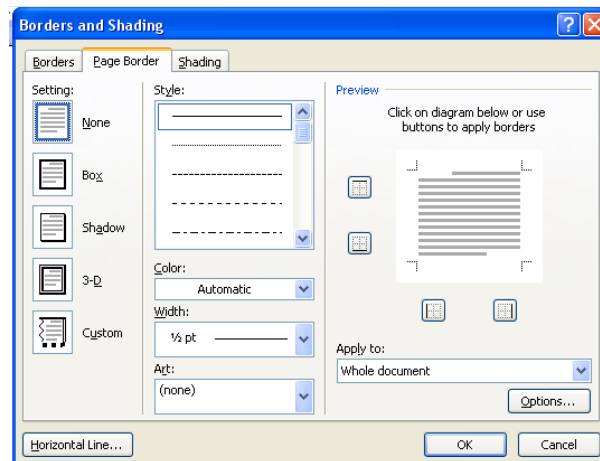 Borders and Shading
Borders
Page Border
Shading
Setting:
None
Box
Shadow
3-D
Custom
Style:
Color:
Automatic
Width:
½ pt
Art:
(none)
Preview
Click on diagram below or use
buttons to apply borders
Apply to:
Whole document
Options...
Horizontal Line...
OK
Cancel